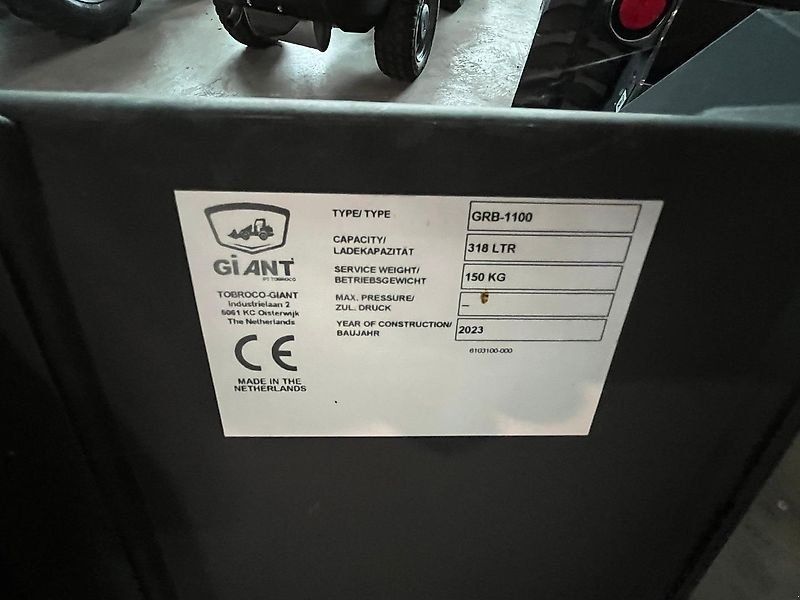 GiANT
BY TOBROCO
TOBROCO-GIANT
Industrielaan 2
5061 KC Oisterwijk
The Netherlands
CE
MADE IN THE
NETHERLANDS
TYPE/ TYPE GRB-1100
CAPACITY/
LADEKAPAZITÄT 318 LTR
SERVICE WEIGHT/
BETRIEBSGEWICHT 150 KG
MAX. PRESSURE/
ZUL. DRUCK –
YEAR OF CONSTRUCTION/
BAUJAHR 2023
6103100-000